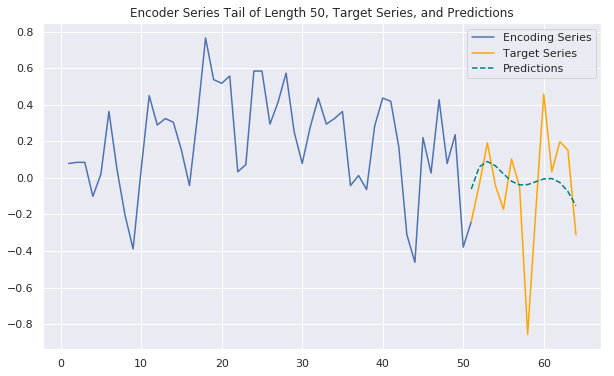 Encoder Series Tail of Length 50, Target Series, and Predictions
Encoding Series
Target Series
Predictions
0.8
0.6
0.4
0.2
0.0
−0.2
−0.4
−0.6
−0.8
0 10 20 30 40 50 60